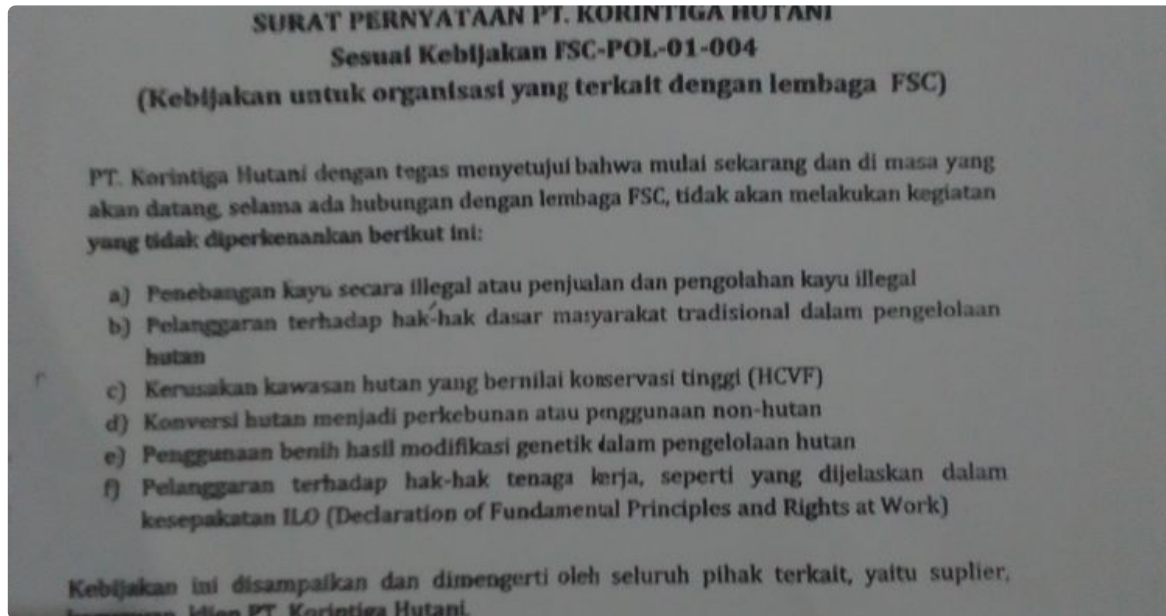 SURAT PERNYATAAN PT. KORINTIGA HUTANI
Sesuai Kebijakan FSC-POL-01-004
(Kebijakan untuk organisasi yang terkait dengan lembaga FSC)
PT. Korintiga Hutani dengan tegas menyetujui bahwa mulai sekarang dan di masa yang
akan datang, selama ada hubungan dengan lembaga FSC, tidak akan melakukan kegiatan
yang tidak diperkenankan berikut ini:
a) Penebangan kayu secara illegal atau penjualan dan pengolahan kayu illegal
b) Pelanggaran terhadap hak-hak dasar masyarakat tradisional dalam pengelolaan
hutan
c) Kerusakan kawasan hutan yang bernilai konservasi tinggi (HCVF)
d) Konversi hutan menjadi perkebunan atau penggunaan non-hutan
e) Penggunaan benih hasil modifikasi genetik dalam pengelolaan hutan
f) Pelanggaran terhadap hak-hak tenaga kerja, seperti yang dijelaskan dalam
kesepakatan ILO (Declaration of Fundamental Principles and Rights at Work)
Kebijakan ini disampaikan dan dimengerti oleh seluruh pihak terkait, yaitu suplier,
klien PT. Korintiga Hutani.